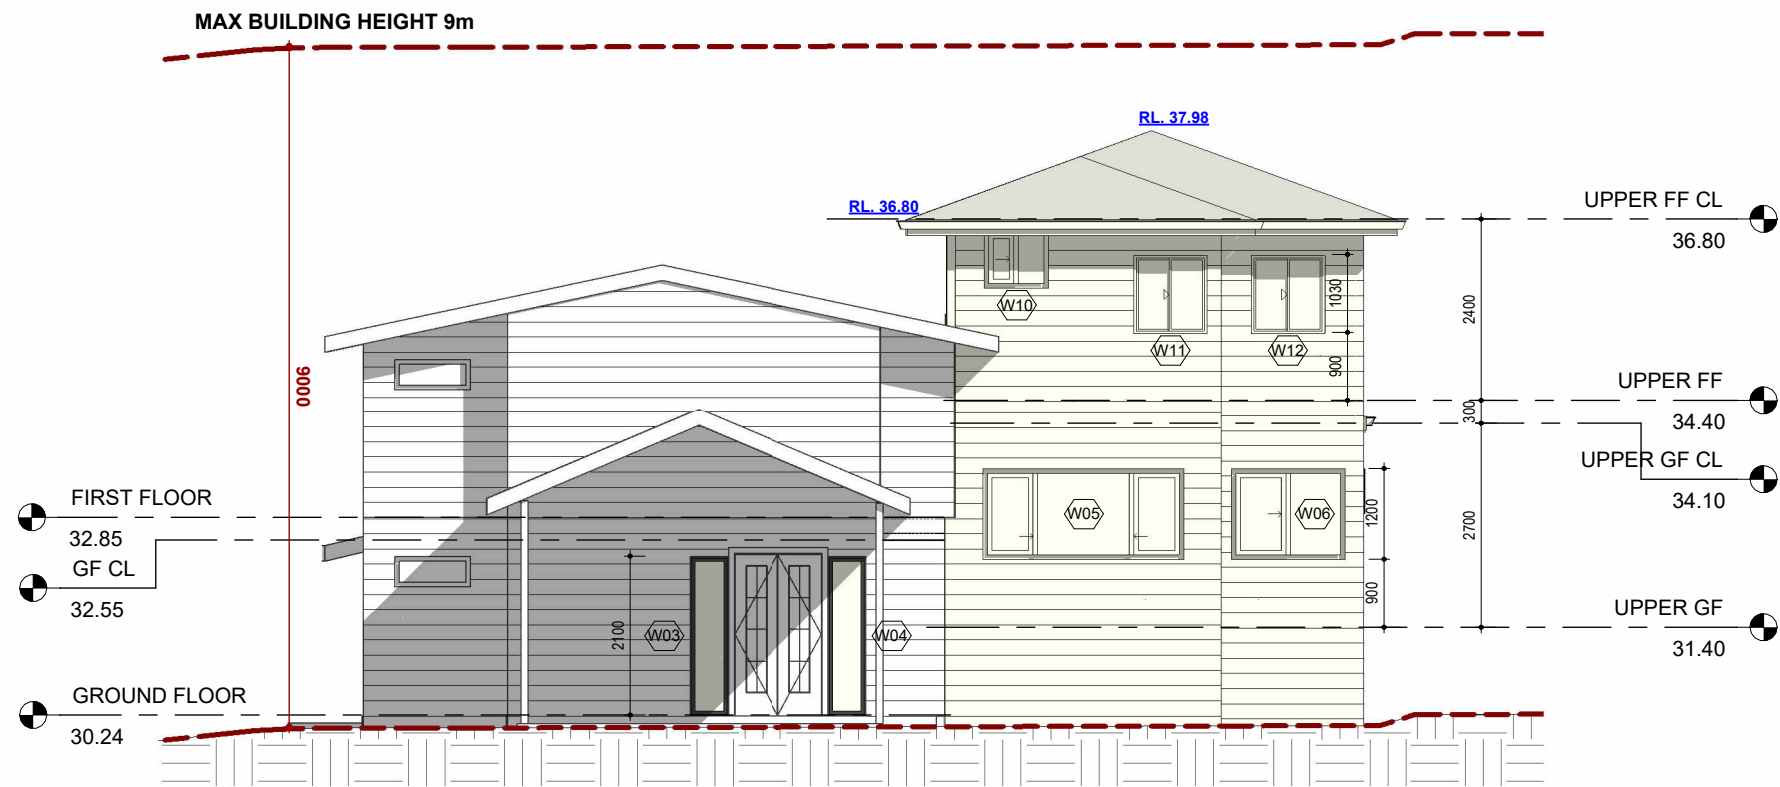 MAX BUILDING HEIGHT 9m
RL. 37.98
RL. 36.80
UPPER FF CL
36.80
1030
2400
W10
W11
W12
900
9000
UPPER FF
34.40
300
UPPER GF CL
34.10
FIRST FLOOR
32.85
GF CL
32.55
W05
W06
1200
2700
900
2100
W03
W04
UPPER GF
31.40
GROUND FLOOR
30.24